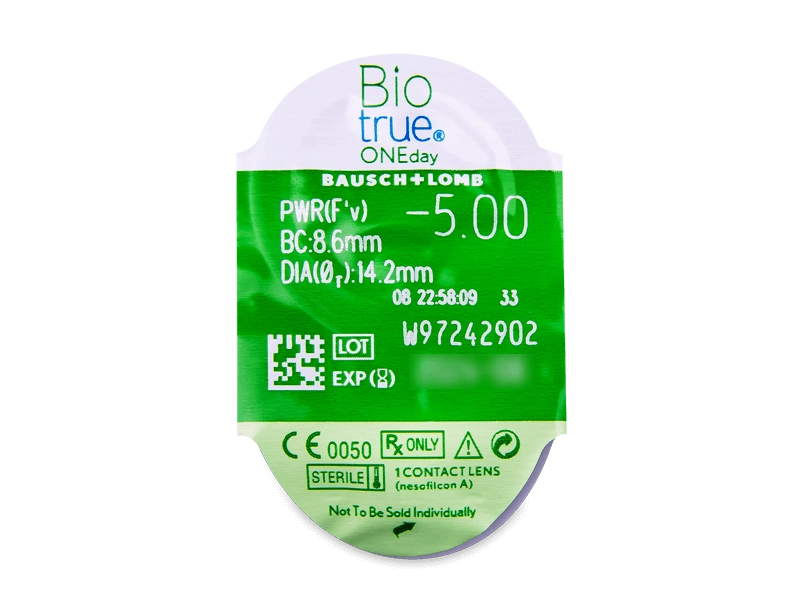 Bio
true®
ONEday
BAUSCH+LOMB
PWR(F'v) -5.00
BC:8.6mm
DIA(Ø_T):14.2mm
08 22:58:09 33
LOT W97242902
EXP
CE 0050 Rx ONLY
STERILE 1 CONTACT LENS
(nesofilcon A)
Not To Be Sold Individually